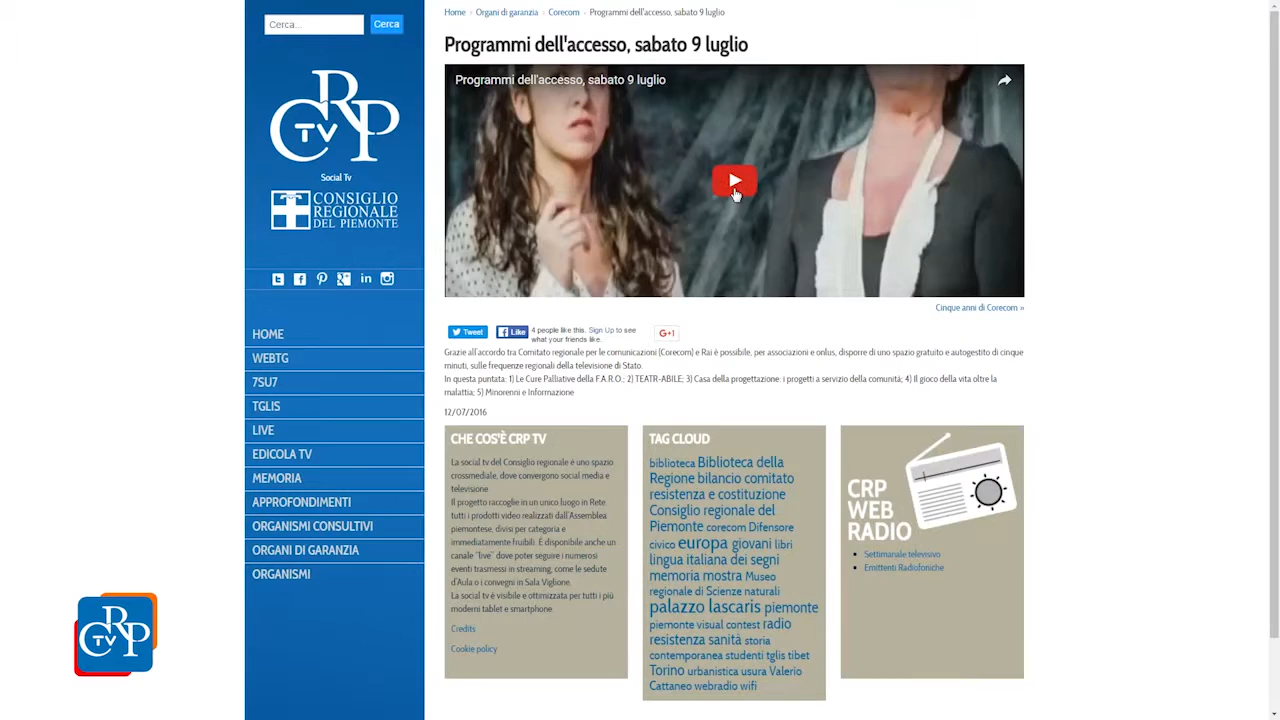 Cerca...
Cerca
CRP
TV
Social Tv
CONSIGLIO
REGIONALE
DEL PIEMONTE
HOME
WEBTG
7SU7
TGLIS
LIVE
EDICOLA TV
MEMORIA
APPROFONDIMENTI
ORGANISMI CONSULTIVI
ORGANI DI GARANZIA
ORGANISMI
CRP
TV
Home › Organi di garanzia › Corecom › Programmi dell'accesso, sabato 9 luglio
Programmi dell'accesso, sabato 9 luglio
Programmi dell'accesso, sabato 9 luglio
Cinque anni di Corecom »
Tweet
Like
4 people like this. Sign Up to see
what your friends like.
G+1
Grazie all'accordo tra Comitato regionale per le comunicazioni (Corecom) e Rai è possibile, per associazioni e onlus, disporre di uno spazio gratuito e autogestito di cinque
minuti, sulle frequenze regionali della televisione di Stato.
In questa puntata: 1) Le Cure Palliative della F.A.R.O.; 2) TEATR-ABILE; 3) Casa della progettazione: i progetti a servizio della comunità; 4) Il gioco della vita oltre la
malattia; 5) Minorenni e Informazione
12/07/2016
CHE COS'È CRP TV
La social tv del Consiglio regionale è uno spazio
crossmediale, dove convergono social media e
televisione.
Il progetto raccoglie in un unico luogo in Rete
tutti i prodotti video realizzati dall'Assemblea
piemontese, divisi per categoria e
immediatamente fruibili. È disponibile anche un
canale "live" dove poter seguire i numerosi
eventi trasmessi in streaming, come le sedute
d'Aula o i convegni in Sala Viglione.
La social tv è visibile e ottimizzata per tutti i più
moderni tablet e smartphone.
Credits
Cookie policy
TAG CLOUD
biblioteca Biblioteca della
Regione bilancio comitato
resistenza e costituzione
Consiglio regionale del
Piemonte corecom Difensore
civico europa giovani libri
lingua italiana dei segni
memoria mostra Museo
regionale di Scienze naturali
palazzo lascaris piemonte
piemonte visual contest radio
resistenza sanità storia
contemporanea studenti tglis tibet
Torino urbanistica usura Valerio
Cattaneo webradio wifi
CRP
WEB
RADIO
Settimanale televisivo
Emittenti Radiofoniche